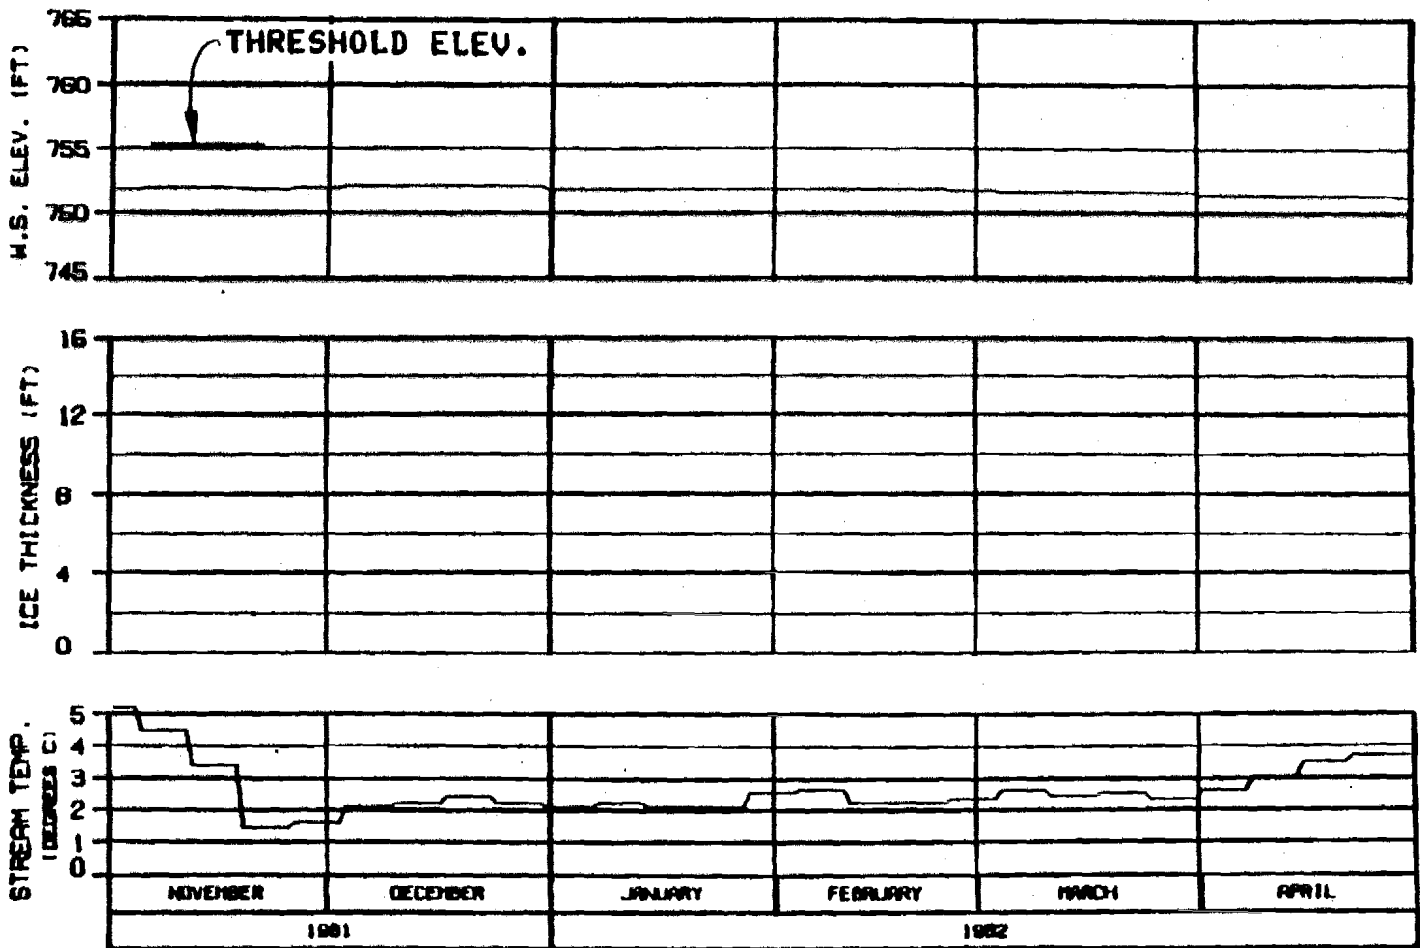 765
THRESHOLD ELEV.
760
755
750
745
W.S. ELEV. (FT)
16
12
8
4
0
ICE THICKNESS (FT)
5
4
3
2
1
0
STREAM TEMP.
(DEGREES C)
NOVEMBER
DECEMBER
JANUARY
FEBRUARY
MARCH
APRIL
1981
1982